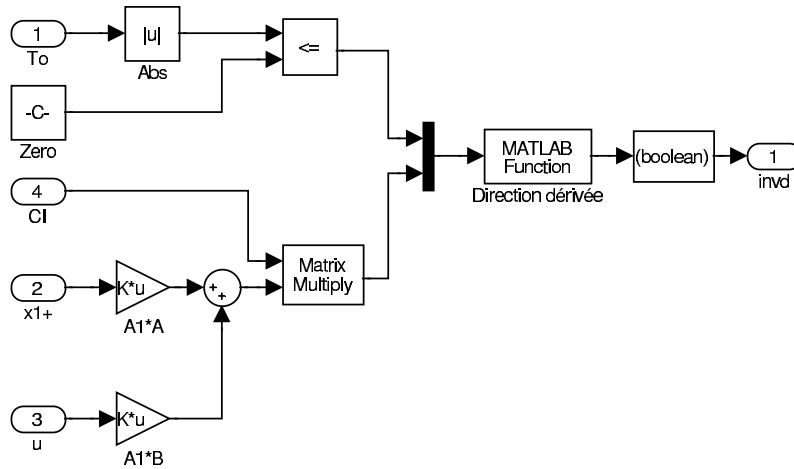 1
To
|u|
Abs
<=
-C-
Zero
4
CI
2
x1+
K*u
A1*A
+
+
Matrix
Multiply
3
u
K*u
A1*B
MATLAB
Function
Direction dérivée
(boolean)
1
invd